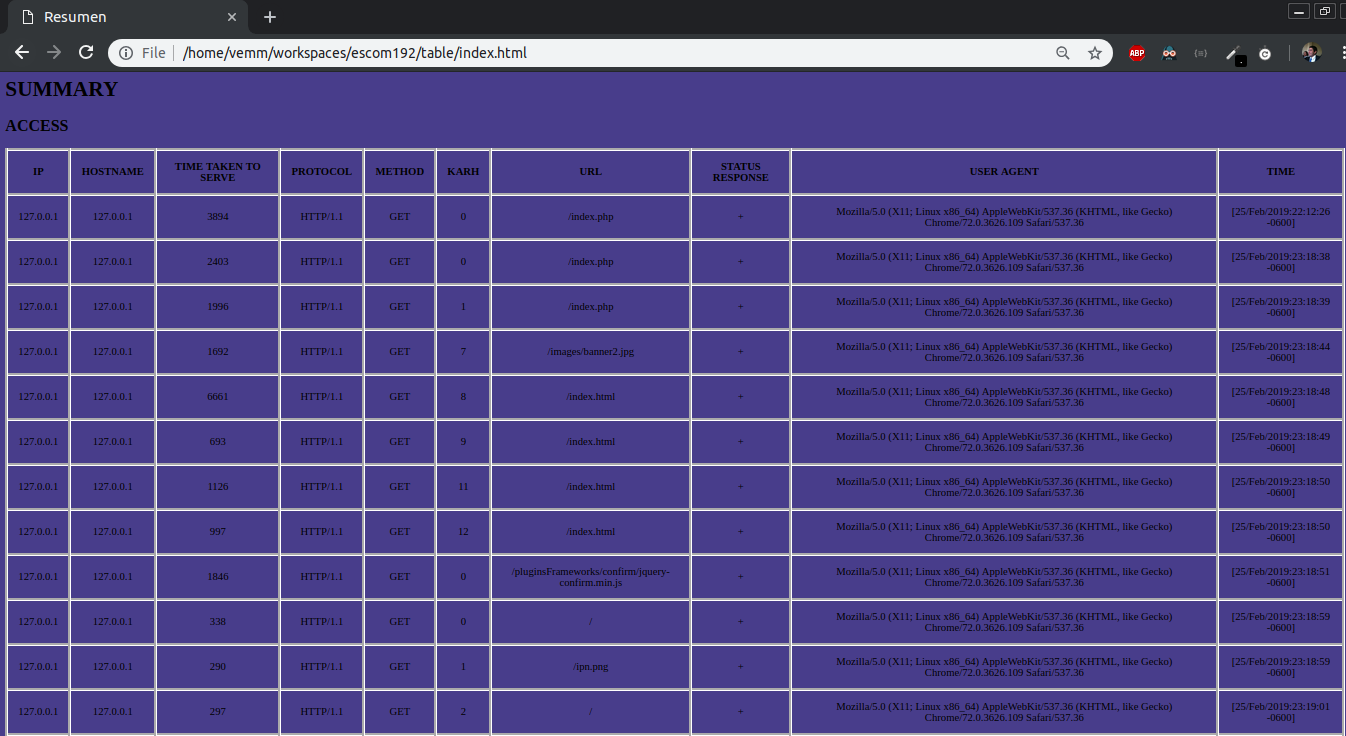 Resumen
File /home/vemm/workspaces/escom192/table/index.html
ABP
SUMMARY
ACCESS
IP HOSTNAME TIME TAKEN TO SERVE PROTOCOL METHOD KARH URL STATUS RESPONSE USER AGENT TIME
127.0.0.1 127.0.0.1 3894 HTTP/1.1 GET 0 /index.php + Mozilla/5.0 (X11; Linux x86_64) AppleWebKit/537.36 (KHTML, like Gecko) Chrome/72.0.3626.109 Safari/537.36 [25/Feb/2019:22:12:26 -0600]
127.0.0.1 127.0.0.1 2403 HTTP/1.1 GET 0 /index.php + Mozilla/5.0 (X11; Linux x86_64) AppleWebKit/537.36 (KHTML, like Gecko) Chrome/72.0.3626.109 Safari/537.36 [25/Feb/2019:23:18:38 -0600]
127.0.0.1 127.0.0.1 1996 HTTP/1.1 GET 1 /index.php + Mozilla/5.0 (X11; Linux x86_64) AppleWebKit/537.36 (KHTML, like Gecko) Chrome/72.0.3626.109 Safari/537.36 [25/Feb/2019:23:18:39 -0600]
127.0.0.1 127.0.0.1 1692 HTTP/1.1 GET 7 /images/banner2.jpg + Mozilla/5.0 (X11; Linux x86_64) AppleWebKit/537.36 (KHTML, like Gecko) Chrome/72.0.3626.109 Safari/537.36 [25/Feb/2019:23:18:44 -0600]
127.0.0.1 127.0.0.1 6661 HTTP/1.1 GET 8 /index.html + Mozilla/5.0 (X11; Linux x86_64) AppleWebKit/537.36 (KHTML, like Gecko) Chrome/72.0.3626.109 Safari/537.36 [25/Feb/2019:23:18:48 -0600]
127.0.0.1 127.0.0.1 693 HTTP/1.1 GET 9 /index.html + Mozilla/5.0 (X11; Linux x86_64) AppleWebKit/537.36 (KHTML, like Gecko) Chrome/72.0.3626.109 Safari/537.36 [25/Feb/2019:23:18:49 -0600]
127.0.0.1 127.0.0.1 1126 HTTP/1.1 GET 11 /index.html + Mozilla/5.0 (X11; Linux x86_64) AppleWebKit/537.36 (KHTML, like Gecko) Chrome/72.0.3626.109 Safari/537.36 [25/Feb/2019:23:18:50 -0600]
127.0.0.1 127.0.0.1 997 HTTP/1.1 GET 12 /index.html + Mozilla/5.0 (X11; Linux x86_64) AppleWebKit/537.36 (KHTML, like Gecko) Chrome/72.0.3626.109 Safari/537.36 [25/Feb/2019:23:18:50 -0600]
127.0.0.1 127.0.0.1 1846 HTTP/1.1 GET 0 /pluginsFrameworks/confirm/jquery-confirm.min.js + Mozilla/5.0 (X11; Linux x86_64) AppleWebKit/537.36 (KHTML, like Gecko) Chrome/72.0.3626.109 Safari/537.36 [25/Feb/2019:23:18:51 -0600]
127.0.0.1 127.0.0.1 338 HTTP/1.1 GET 0 / + Mozilla/5.0 (X11; Linux x86_64) AppleWebKit/537.36 (KHTML, like Gecko) Chrome/72.0.3626.109 Safari/537.36 [25/Feb/2019:23:18:59 -0600]
127.0.0.1 127.0.0.1 290 HTTP/1.1 GET 1 /ipn.png + Mozilla/5.0 (X11; Linux x86_64) AppleWebKit/537.36 (KHTML, like Gecko) Chrome/72.0.3626.109 Safari/537.36 [25/Feb/2019:23:18:59 -0600]
127.0.0.1 127.0.0.1 297 HTTP/1.1 GET 2 / + Mozilla/5.0 (X11; Linux x86_64) AppleWebKit/537.36 (KHTML, like Gecko) Chrome/72.0.3626.109 Safari/537.36 [25/Feb/2019:23:19:01 -0600]